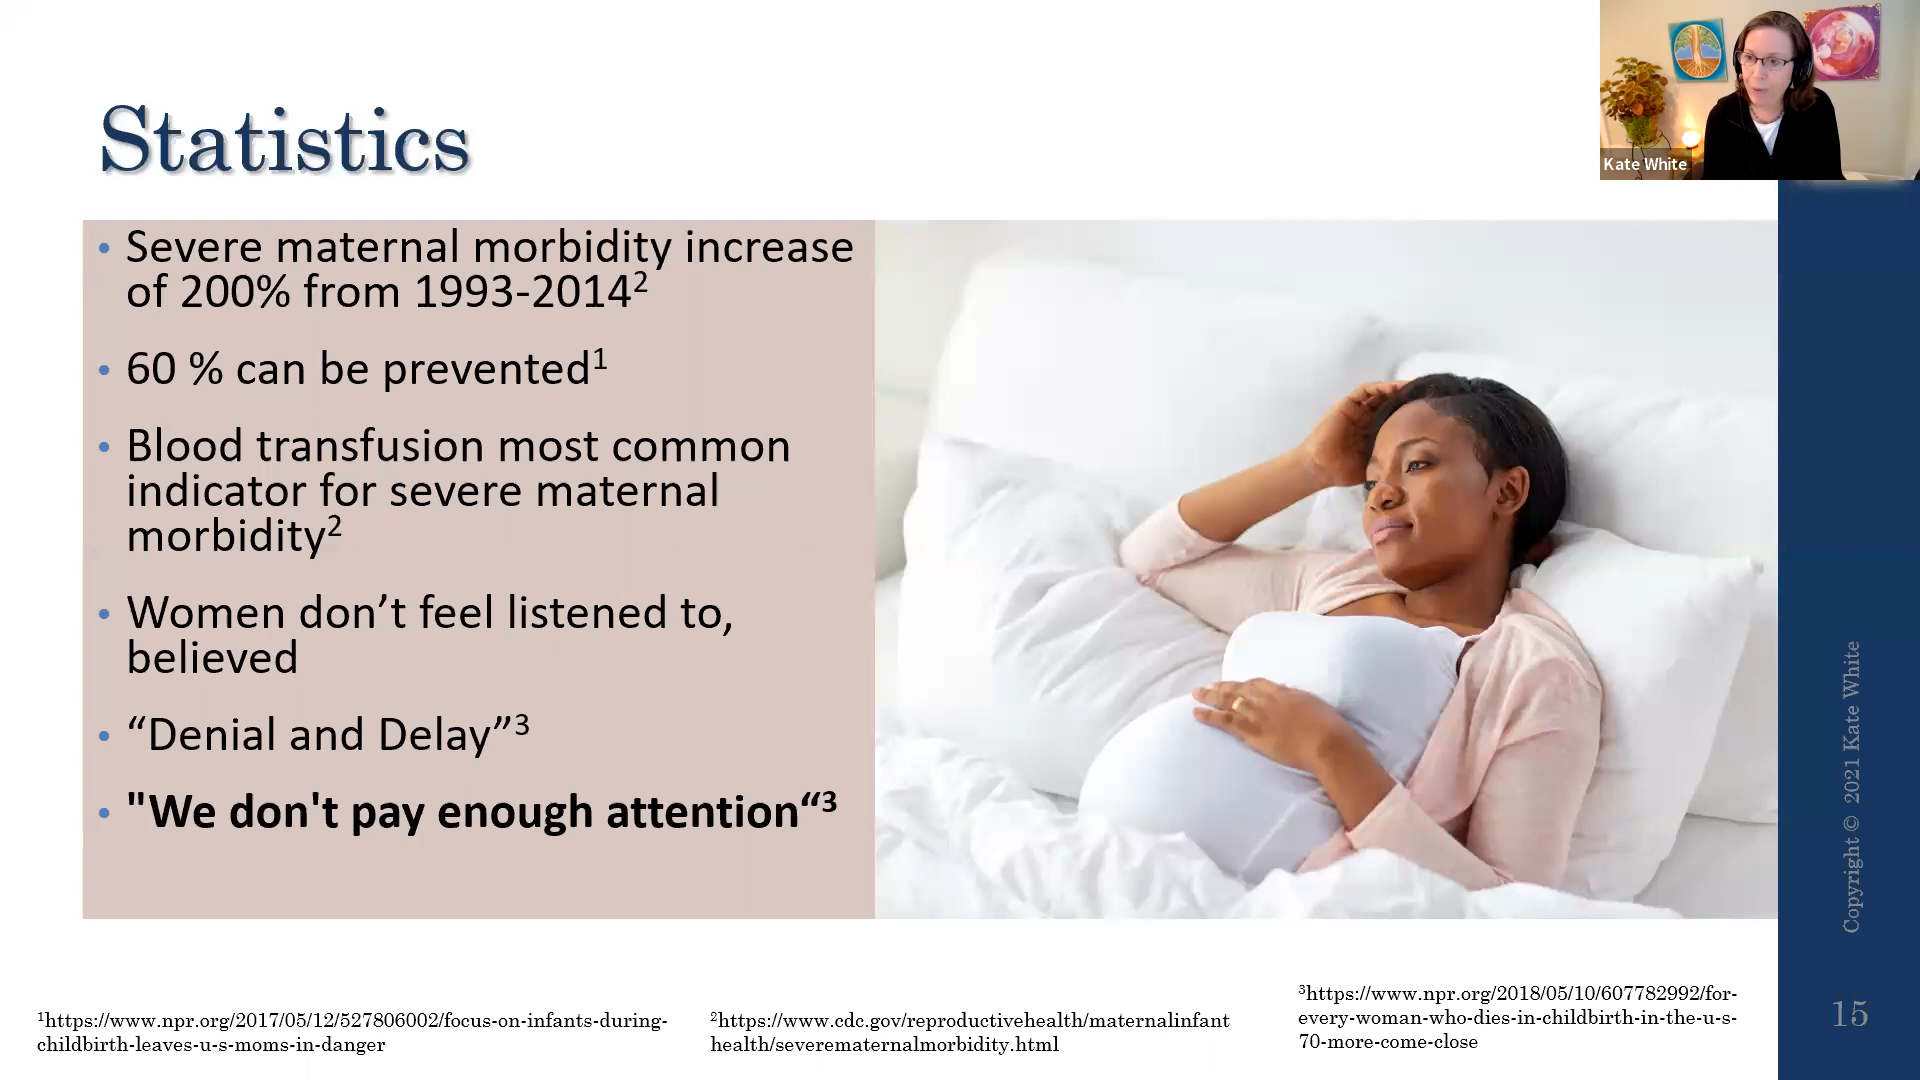 Statistics
Kate White
• Severe maternal morbidity increase
of 200% from 1993-2014²
• 60 % can be prevented¹
• Blood transfusion most common
indicator for severe maternal
morbidity²
• Women don’t feel listened to,
believed
• “Denial and Delay”³
• "We don't pay enough attention“³
¹https://www.npr.org/2017/05/12/527806002/focus-on-infants-during-
childbirth-leaves-u-s-moms-in-danger
²https://www.cdc.gov/reproductivehealth/maternalinfant
health/severematernalmorbidity.html
³https://www.npr.org/2018/05/10/607782992/for-
every-woman-who-dies-in-childbirth-in-the-u-s-
70-more-come-close
Copyright © 2021 Kate White
15